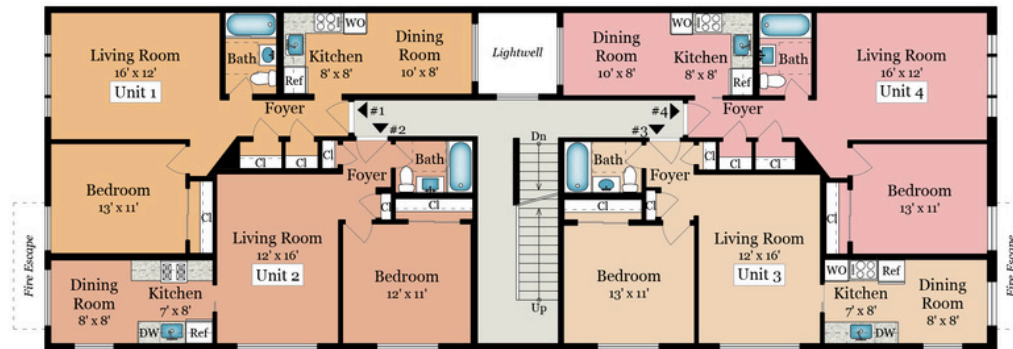 Living Room
16' x 12'
Unit 1
Bath
WO
Kitchen
8' x 8'
Ref
Dining
Room
10' x 8'
Foyer
Cl
Cl
Cl
Bedroom
13' x 11'
Cl
Fire Escape
#1
#2
Lightwell
Dining
Room
10' x 8'
WO
Kitchen
8' x 8'
Ref
Bath
Living Room
16' x 12'
Unit 4
Foyer
#4
#3
Cl
Cl
Cl
Bedroom
13' x 11'
Cl
Fire Escape
Dn
Up
Foyer
Bath
Cl
Cl
Living Room
12' x 16'
Unit 2
Bedroom
12' x 11'
Dining
Room
8' x 8'
Kitchen
7' x 8'
DW
Ref
Bath
Foyer
Cl
Cl
Bedroom
13' x 11'
Living Room
12' x 16'
Unit 3
WO
Ref
Kitchen
7' x 8'
DW
Dining
Room
8' x 8'